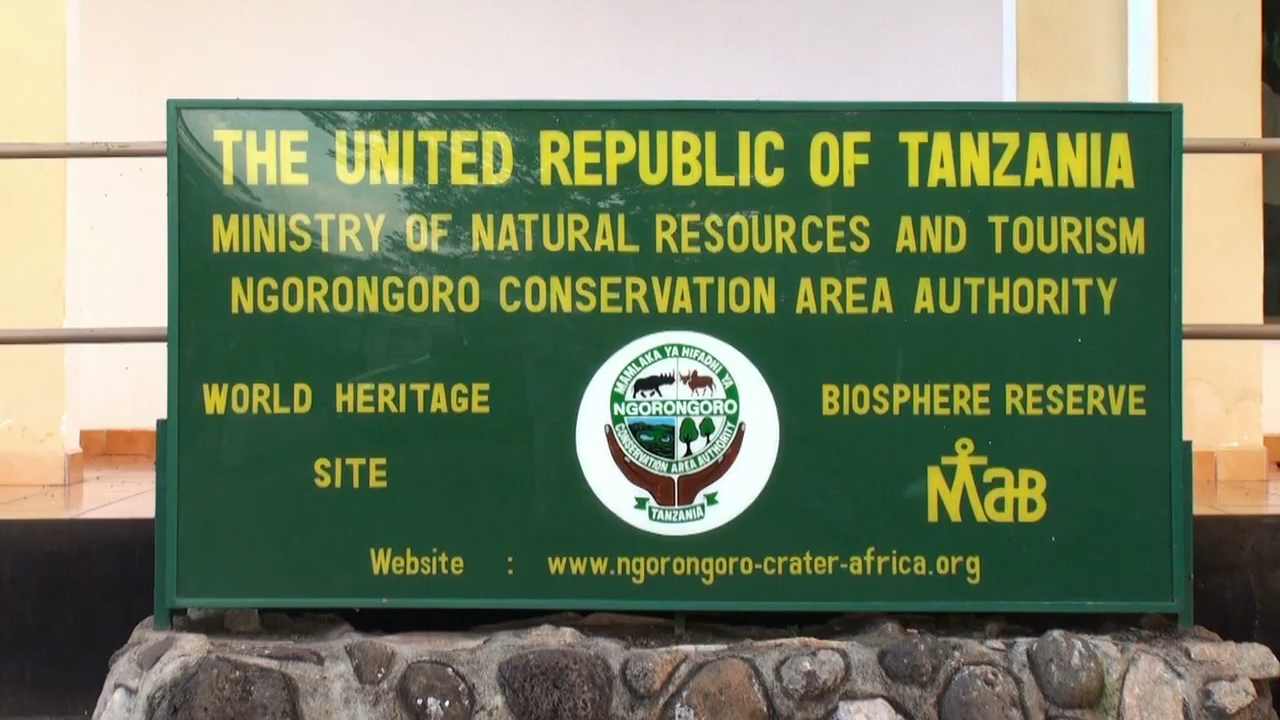 THE UNITED REPUBLIC OF TANZANIA
MINISTRY OF NATURAL RESOURCES AND TOURISM
NGORONGORO CONSERVATION AREA AUTHORITY
WORLD HERITAGE
SITE
MAMLAKA YA HIFADHI YA
NGORONGORO
CONSERVATION AREA AUTHORITY
TANZANIA
BIOSPHERE RESERVE
MaB
Website : www.ngorongoro-crater-africa.org